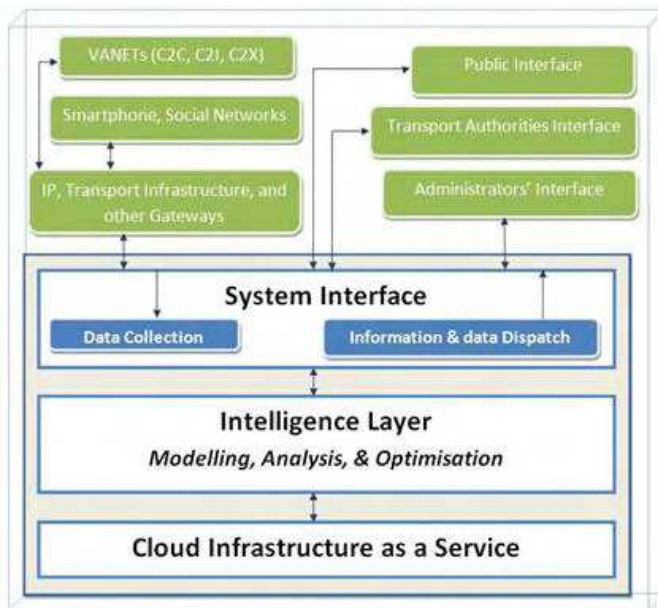 VANETs (C2C, C2I, C2X)
Smartphone, Social Networks
IP, Transport Infrastructure, and
other Gateways
Public Interface
Transport Authorities Interface
Administrators' Interface
System Interface
Data Collection
Information & data Dispatch
Intelligence Layer
Modelling, Analysis, & Optimisation
Cloud Infrastructure as a Service